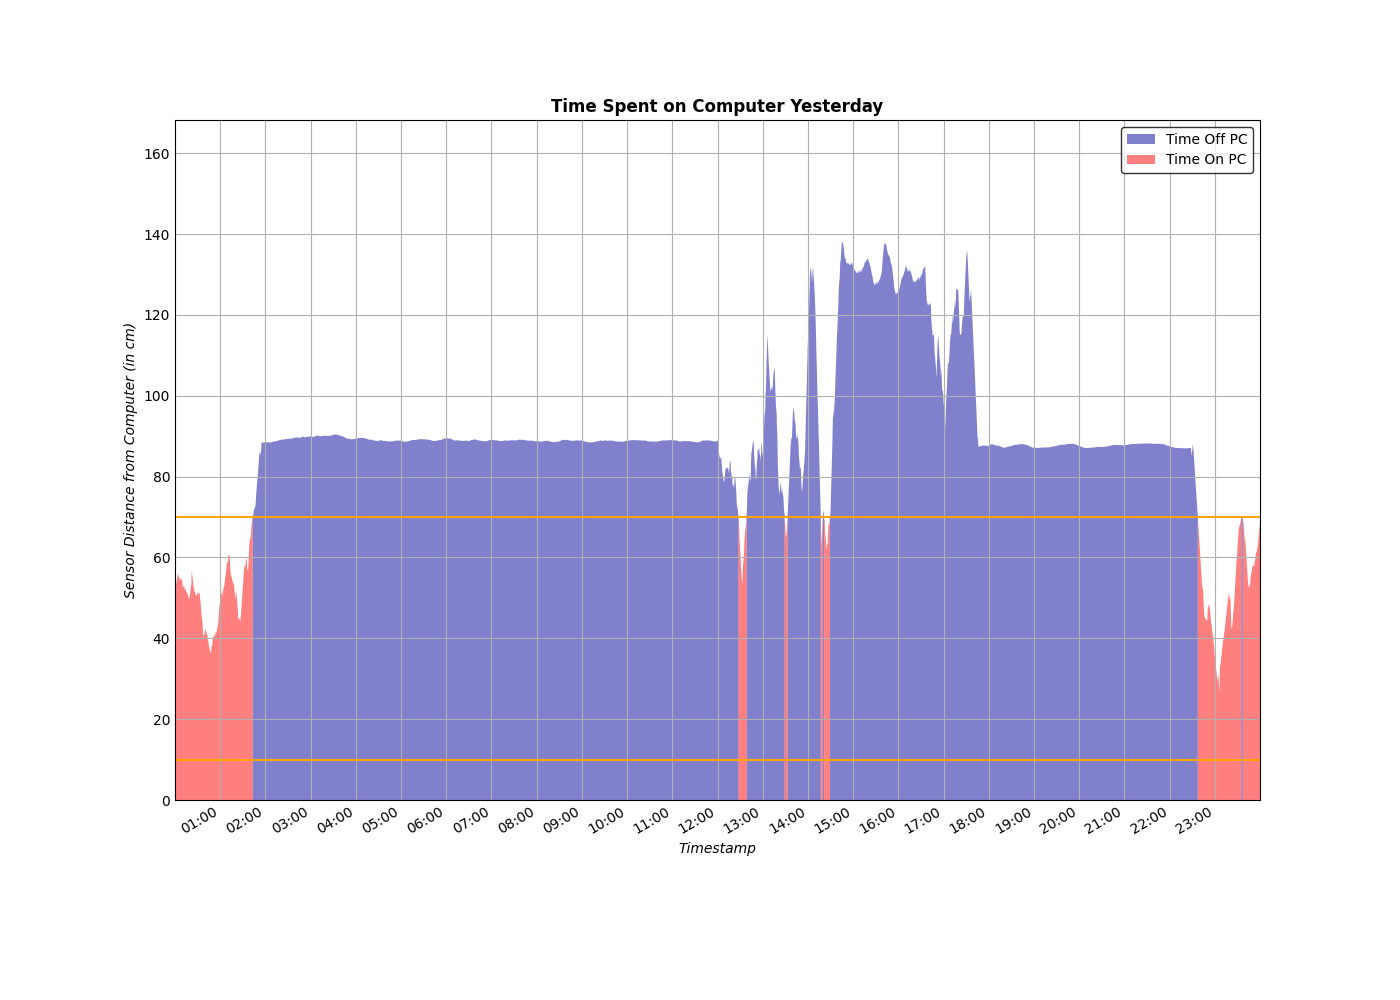 Time Spent on Computer Yesterday
Time Off PC
Time On PC
160
140
120
100
80
60
40
20
0
Sensor Distance from Computer (in cm)
01:00 02:00 03:00 04:00 05:00 06:00 07:00 08:00 09:00 10:00 11:00 12:00 13:00 14:00 15:00 16:00 17:00 18:00 19:00 20:00 21:00 22:00 23:00
Timestamp